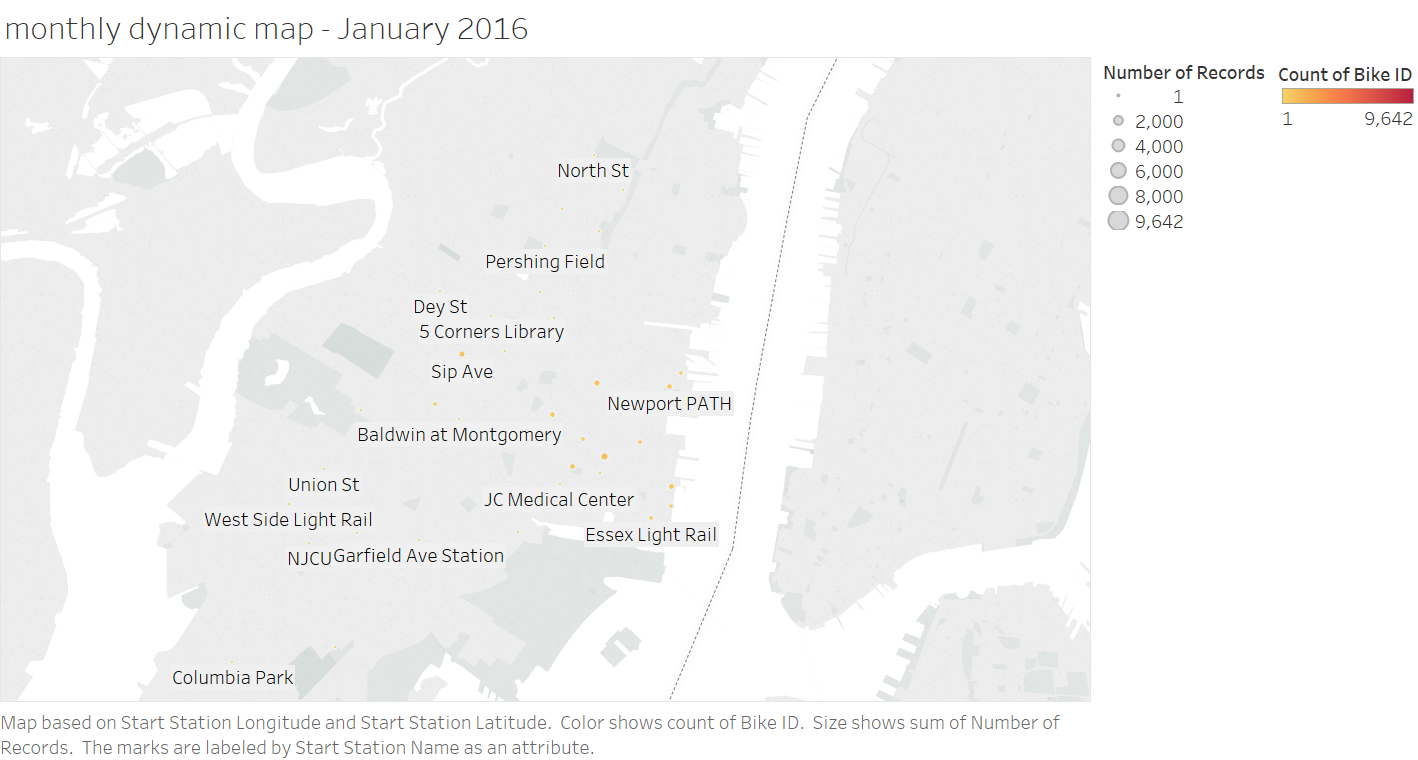 monthly dynamic map - January 2016
Number of Records
1
2,000
4,000
6,000
8,000
9,642
Count of Bike ID
1 9,642
North St
Pershing Field
Dey St
5 Corners Library
Sip Ave
Newport PATH
Baldwin at Montgomery
Union St
JC Medical Center
West Side Light Rail
Essex Light Rail
NJCU
Garfield Ave Station
Columbia Park
Map based on Start Station Longitude and Start Station Latitude. Color shows count of Bike ID. Size shows sum of Number of
Records. The marks are labeled by Start Station Name as an attribute.